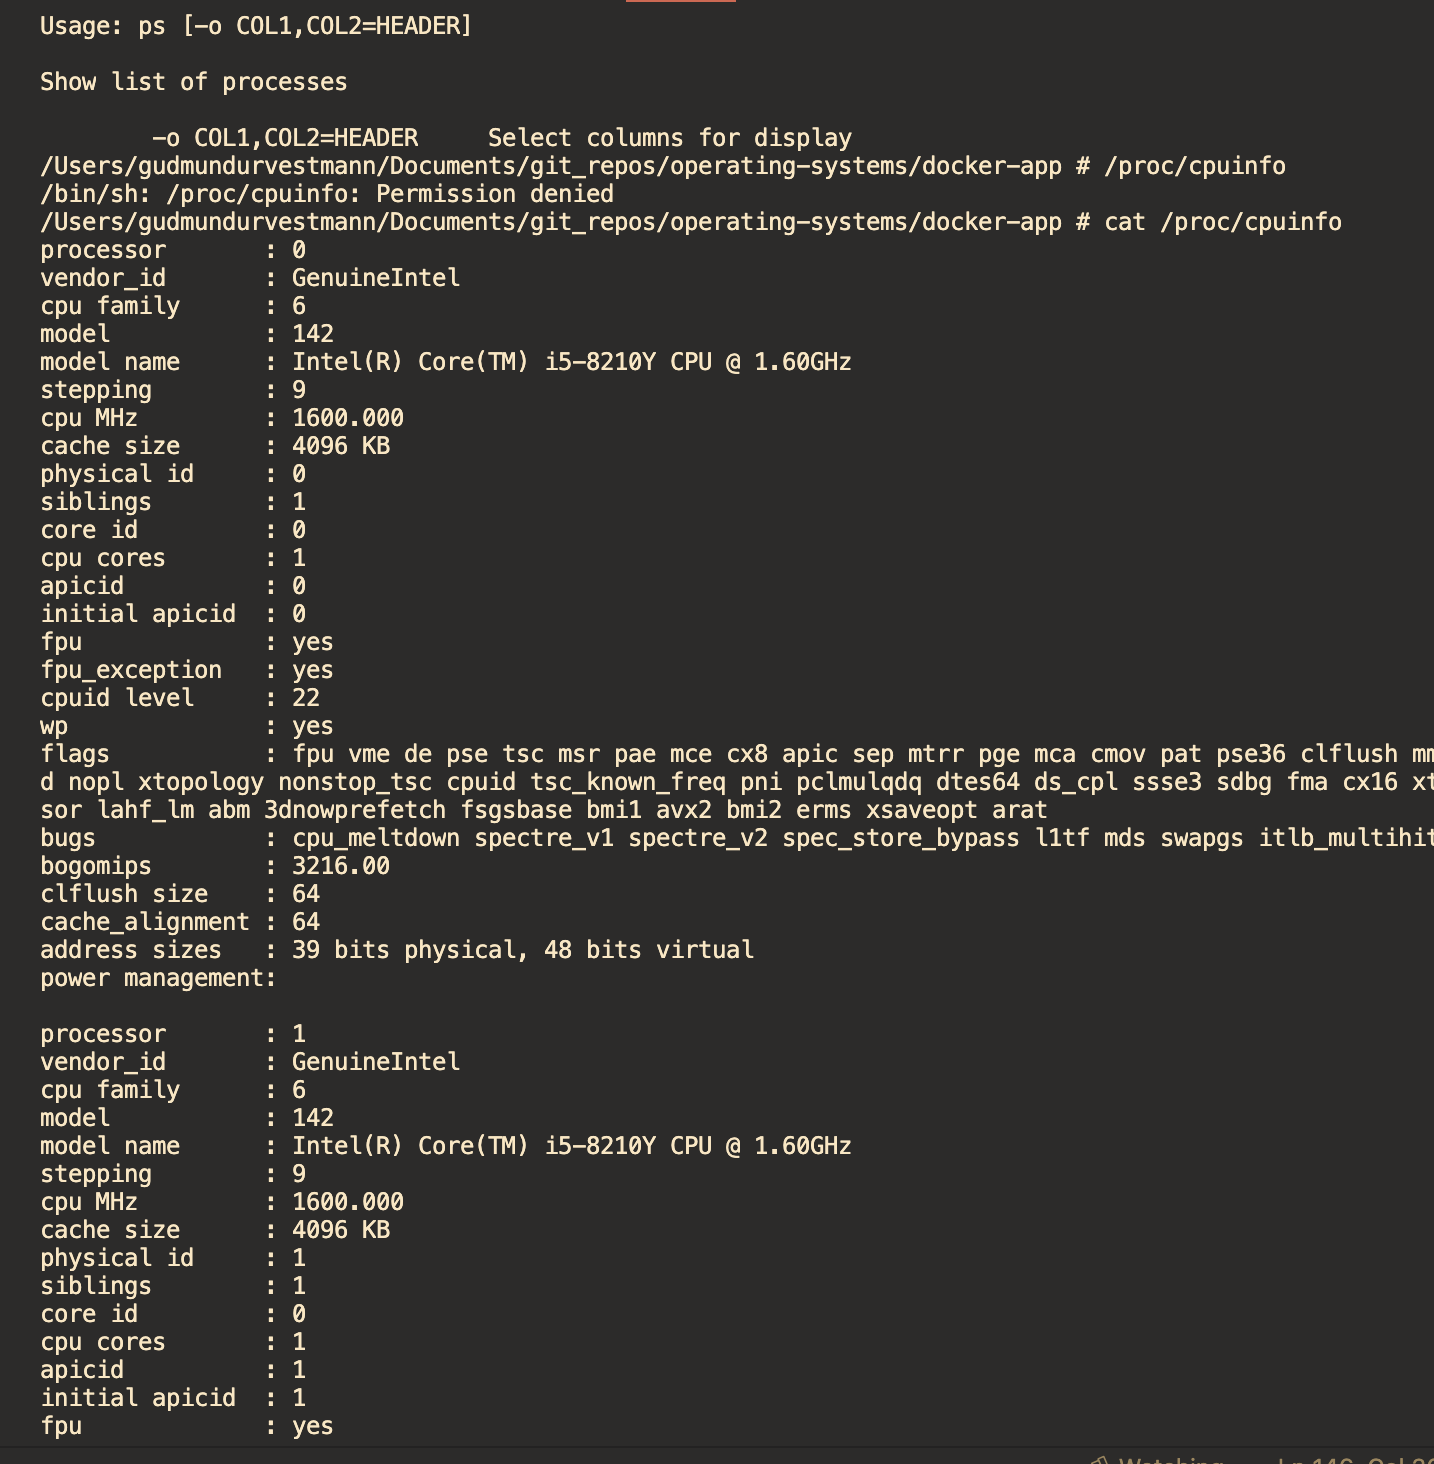 Usage: ps [-o COL1,COL2=HEADER]
Show list of processes
-o COL1,COL2=HEADER     Select columns for display
/Users/gudmundurvestmann/Documents/git_repos/operating-systems/docker-app # /proc/cpuinfo
/bin/sh: /proc/cpuinfo: Permission denied
/Users/gudmundurvestmann/Documents/git_repos/operating-systems/docker-app # cat /proc/cpuinfo
processor       : 0
vendor_id       : GenuineIntel
cpu family      : 6
model           : 142
model name      : Intel(R) Core(TM) i5-8210Y CPU @ 1.60GHz
stepping        : 9
cpu MHz         : 1600.000
cache size      : 4096 KB
physical id     : 0
siblings        : 1
core id         : 0
cpu cores       : 1
apicid          : 0
initial apicid  : 0
fpu             : yes
fpu_exception   : yes
cpuid level     : 22
wp              : yes
flags           : fpu vme de pse tsc msr pae mce cx8 apic sep mtrr pge mca cmov pat pse36 clflush
d nopl xtopology nonstop_tsc cpuid tsc_known_freq pni pclmulqdq dtes64 ds_cpl ssse3 sdbg fma cx16
sor lahf_lm abm 3dnowprefetch fsgsbase bmi1 avx2 bmi2 erms xsaveopt arat
bugs            : cpu_meltdown spectre_v1 spectre_v2 spec_store_bypass l1tf mds swapgs itlb_multihit
bogomips        : 3216.00
clflush size    : 64
cache_alignment : 64
address sizes   : 39 bits physical, 48 bits virtual
power management:
processor       : 1
vendor_id       : GenuineIntel
cpu family      : 6
model           : 142
model name      : Intel(R) Core(TM) i5-8210Y CPU @ 1.60GHz
stepping        : 9
cpu MHz         : 1600.000
cache size      : 4096 KB
physical id     : 1
siblings        : 1
core id         : 0
cpu cores       : 1
apicid          : 1
initial apicid  : 1
fpu             : yes